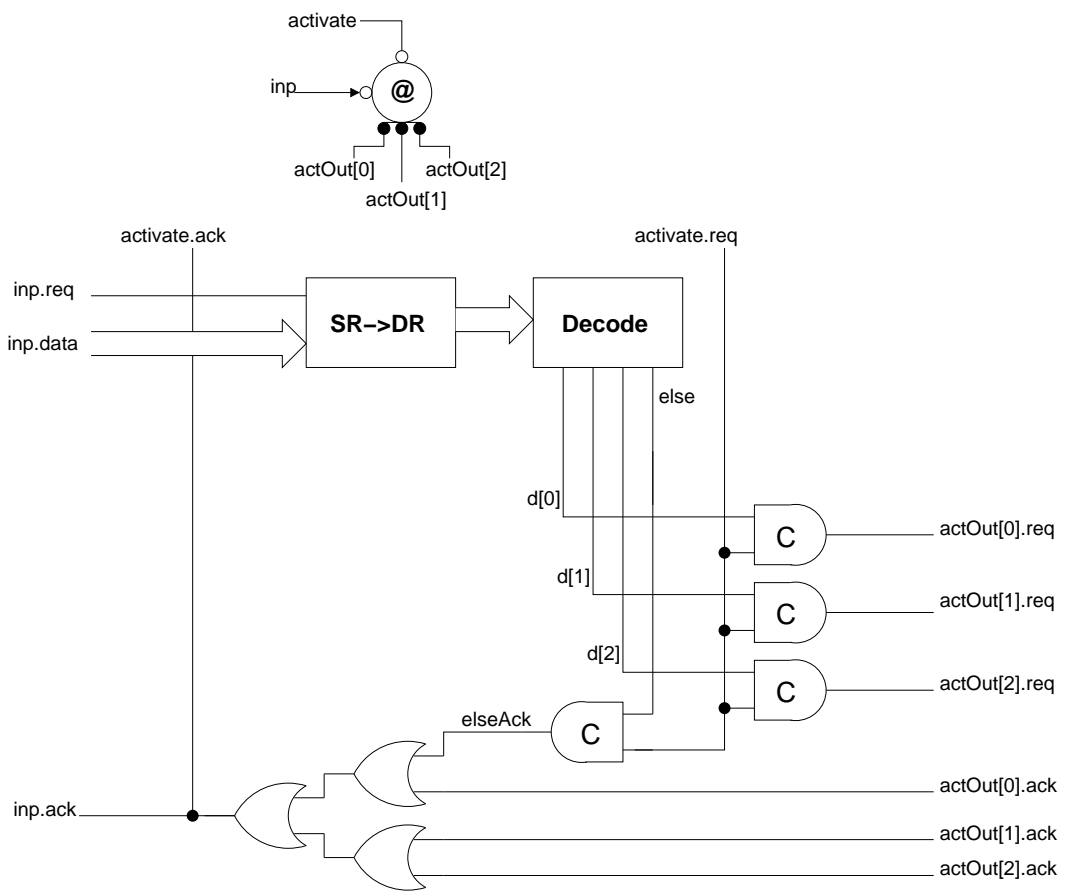 activate
inp
@
actOut[0]
actOut[2]
actOut[1]
activate.ack
activate.req
inp.req
SR−>DR
Decode
inp.data
else
d[0]
C
actOut[0].req
d[1]
C
actOut[1].req
d[2]
C
actOut[2].req
elseAck
C
actOut[0].ack
inp.ack
actOut[1].ack
actOut[2].ack